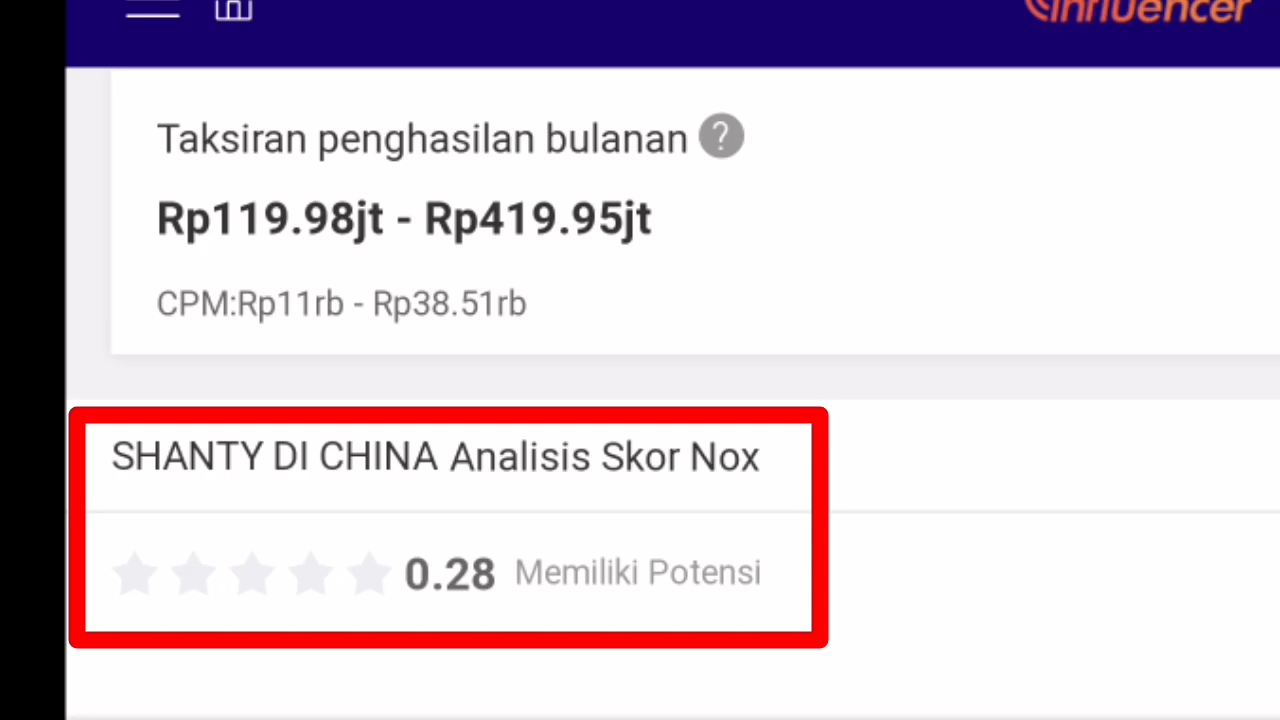 influencer
Taksiran penghasilan bulanan ?
Rp119.98jt - Rp419.95jt
CPM:Rp11rb - Rp38.51rb
SHANTY DI CHINA Analisis Skor Nox
0.28 Memiliki Potensi